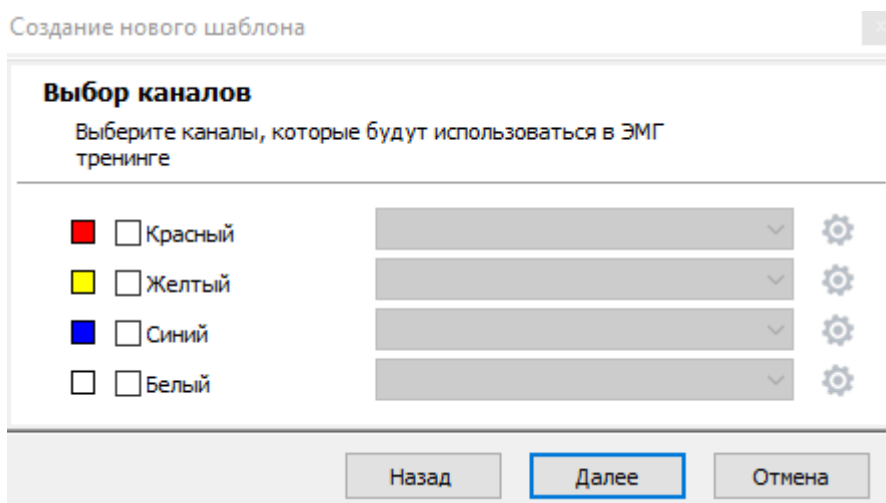 Создание нового шаблона
Выбор каналов
Выберите каналы, которые будут использоваться в ЭМГ
тренинге
Красный
Желтый
Синий
Белый
Назад Далее Отмена